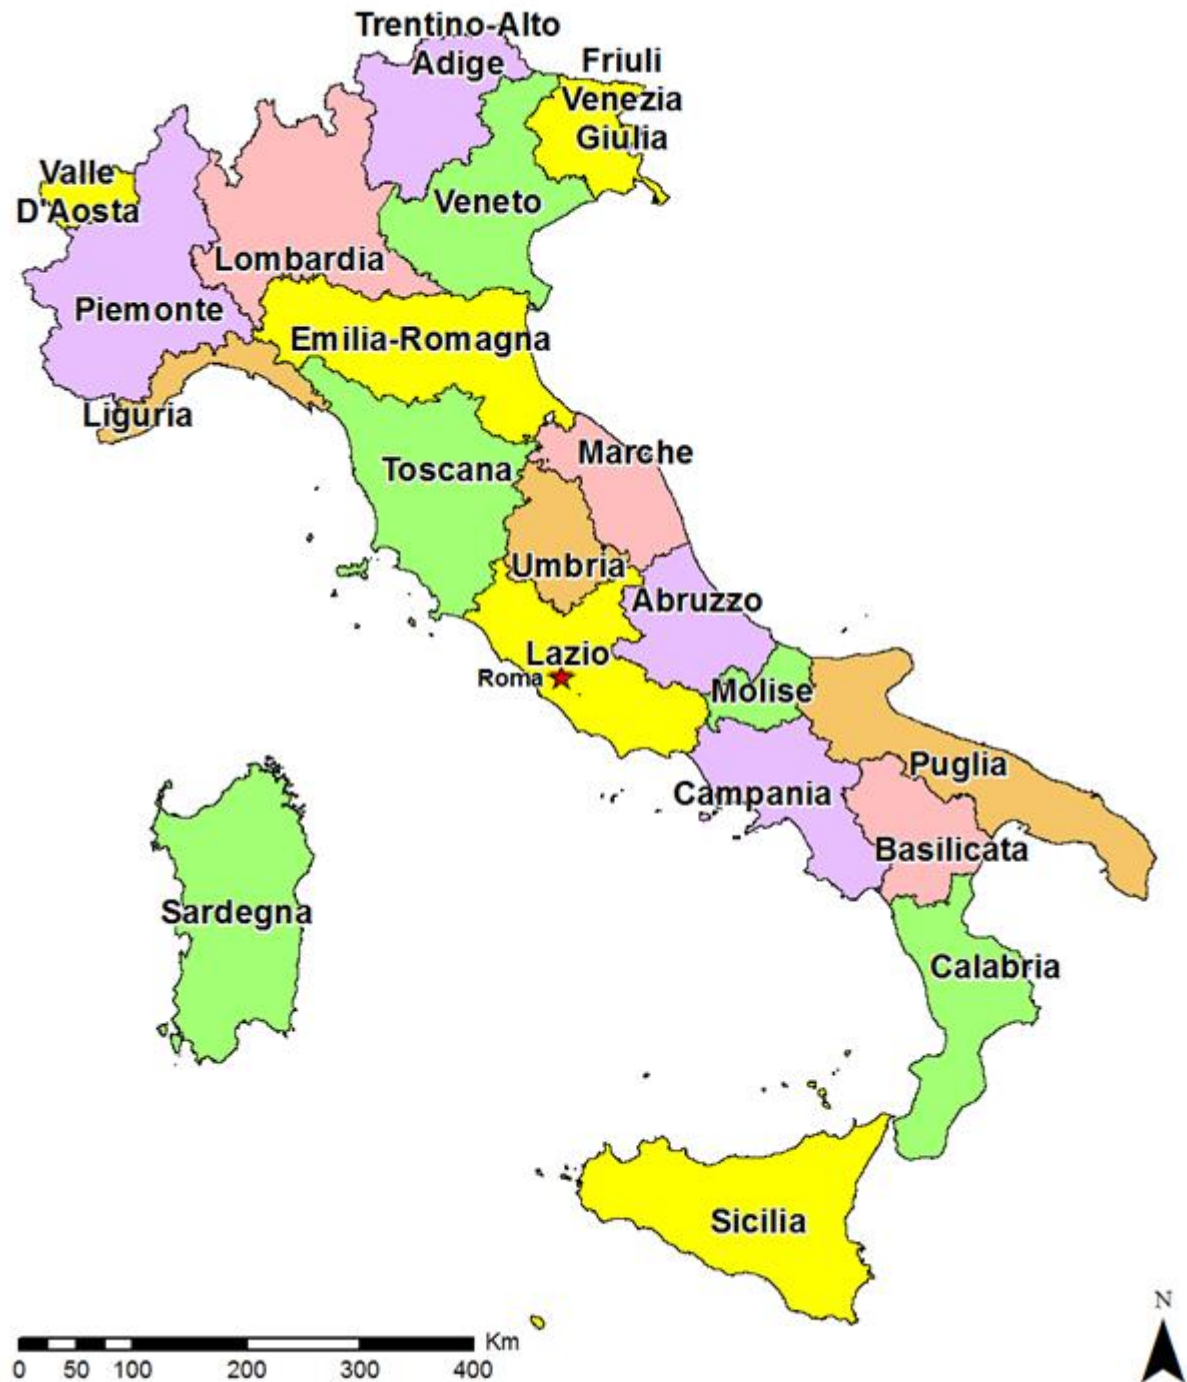 Trentino-Alto
Adige
Friuli
Venezia
Giulia
Valle
D'Aosta
Veneto
Lombardia
Piemonte
Emilia-Romagna
Liguria
Marche
Toscana
Umbria
Abruzzo
Lazio
Roma
Molise
Puglia
Campania
Basilicata
Sardegna
Calabria
Sicilia
N
Km
0 50 100 200 300 400